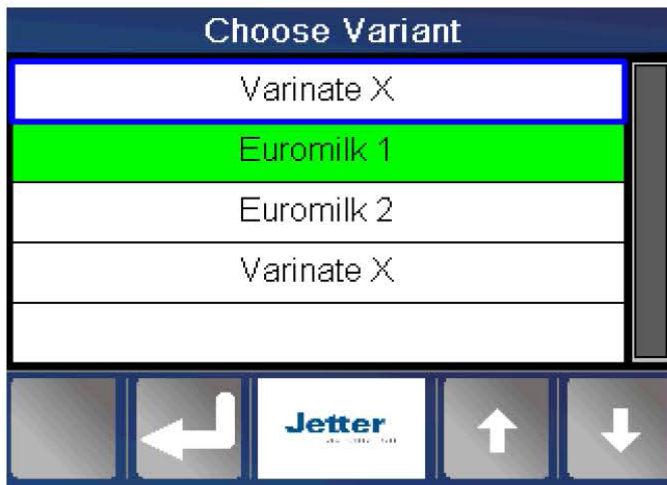 Choose Variant
Varinate X
Euromilk 1
Euromilk 2
Varinate X
Jetter